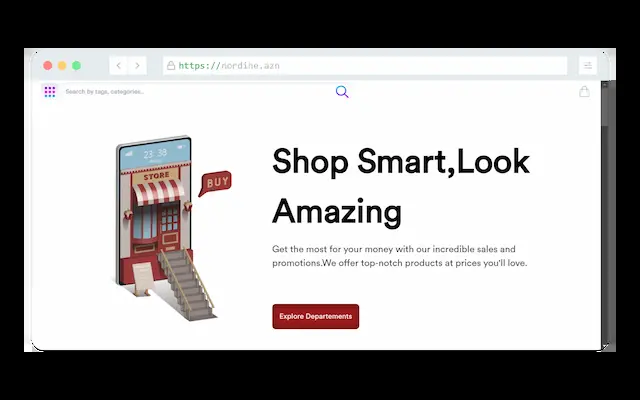 https://nordine.azn
Search by tags, categories..
23:38
STORE
BUY
Shop Smart,Look
Amazing
Get the most for your money with our incredible sales and
promotions.We offer top-notch products at prices you'll love.
Explore Departements